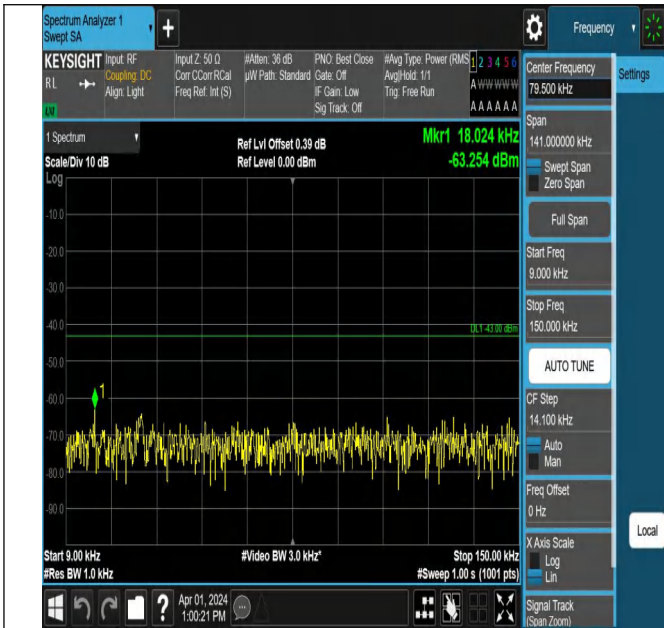 Spectrum Analyzer 1
Swept SA
+
Frequency
KEYSIGHT
RL
LXI
Input: RF
Coupling: DC
Align: Light
Input Z: 50 Ω
Corr CCorr RCal
Freq Ref: Int (S)
#Atten: 36 dB
µW Path: Standard
PNO: Best Close
Gate: Off
IF Gain: Low
Sig Track: Off
#Avg Type: Power (RMS
Avg|Hold: 1/1
Trig: Free Run
1 2 3 4 5 6
A W W W W W
A A A A A A
1 Spectrum
Scale/Div 10 dB
Log
Ref Lvl Offset 0.39 dB
Ref Level 0.00 dBm
Mkr1 18.024 kHz
-63.254 dBm
-10.0
-20.0
-30.0
-40.0
DL1 -43.00 dBm
-50.0
-60.0
1
-70.0
-80.0
-90.0
Start 9.00 kHz
#Res BW 1.0 kHz
#Video BW 3.0 kHz*
Stop 150.00 kHz
#Sweep 1.00 s (1001 pts)
Apr 01, 2024
1:00:21 PM
Center Frequency
79.500 kHz
Settings
Span
141.000000 kHz
Swept Span
Zero Span
Full Span
Start Freq
9.000 kHz
Stop Freq
150.000 kHz
AUTO TUNE
CF Step
14.100 kHz
Auto
Man
Freq Offset
0 Hz
X Axis Scale
Log
Lin
Local
Signal Track
(Span Zoom)